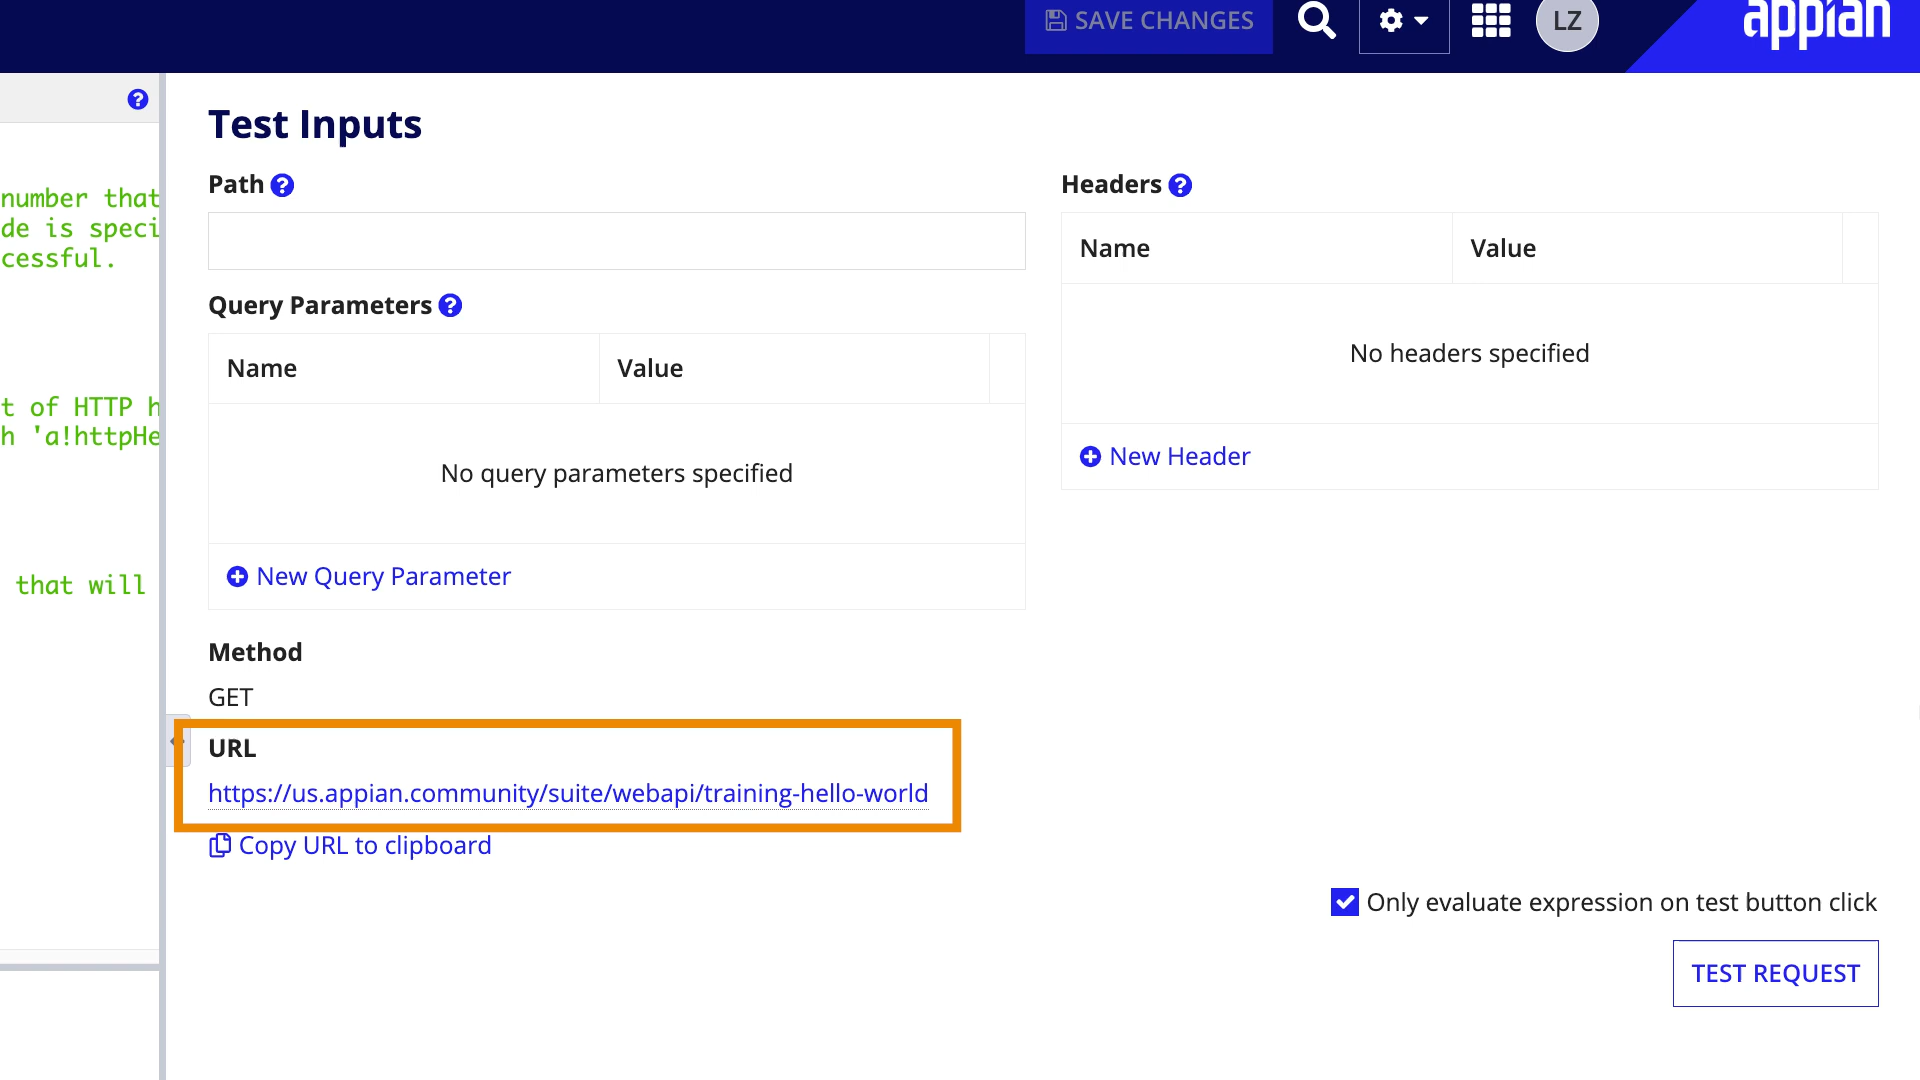 SAVE CHANGES
LZ
appian
number that
de is speci
cessful.
t of HTTP h
h 'a!httpHe
that will
Test Inputs
Path
Query Parameters
Name Value
No query parameters specified
New Query Parameter
Method
GET
URL
https://us.appian.community/suite/webapi/training-hello-world
Copy URL to clipboard
Headers
Name Value
No headers specified
New Header
Only evaluate expression on test button click
TEST REQUEST